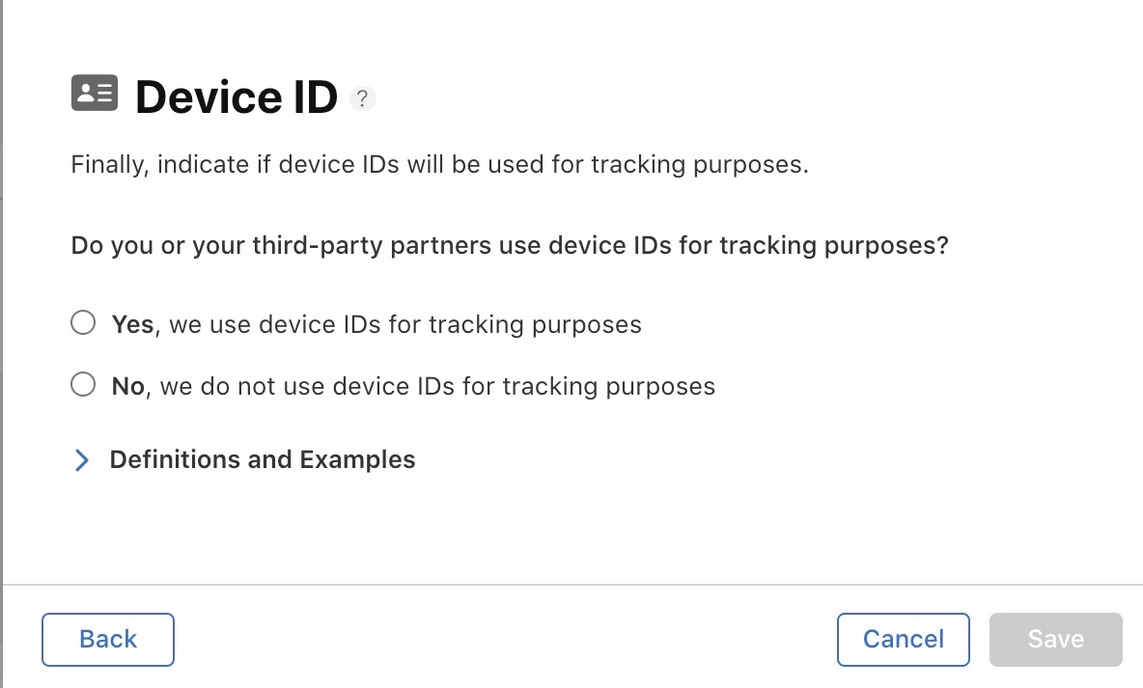 Device ID ?
Finally, indicate if device IDs will be used for tracking purposes.
Do you or your third-party partners use device IDs for tracking purposes?
Yes, we use device IDs for tracking purposes
No, we do not use device IDs for tracking purposes
Definitions and Examples
Back Cancel Save